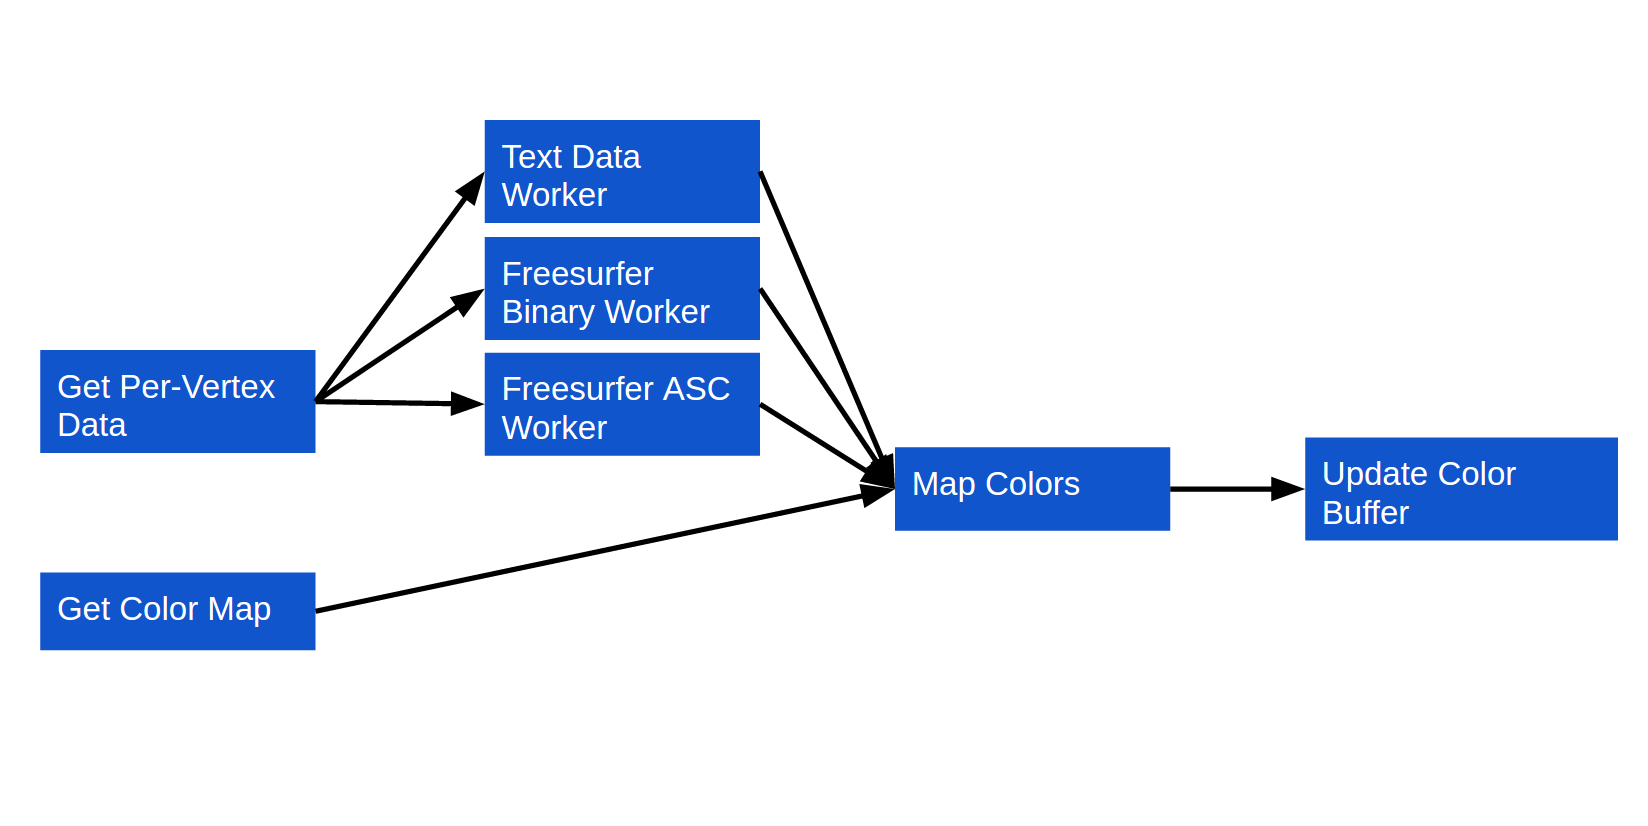 Text Data
Worker
Freesurfer
Binary Worker
Get Per-Vertex
Data
Freesurfer ASC
Worker
Map Colors
Update Color
Buffer
Get Color Map